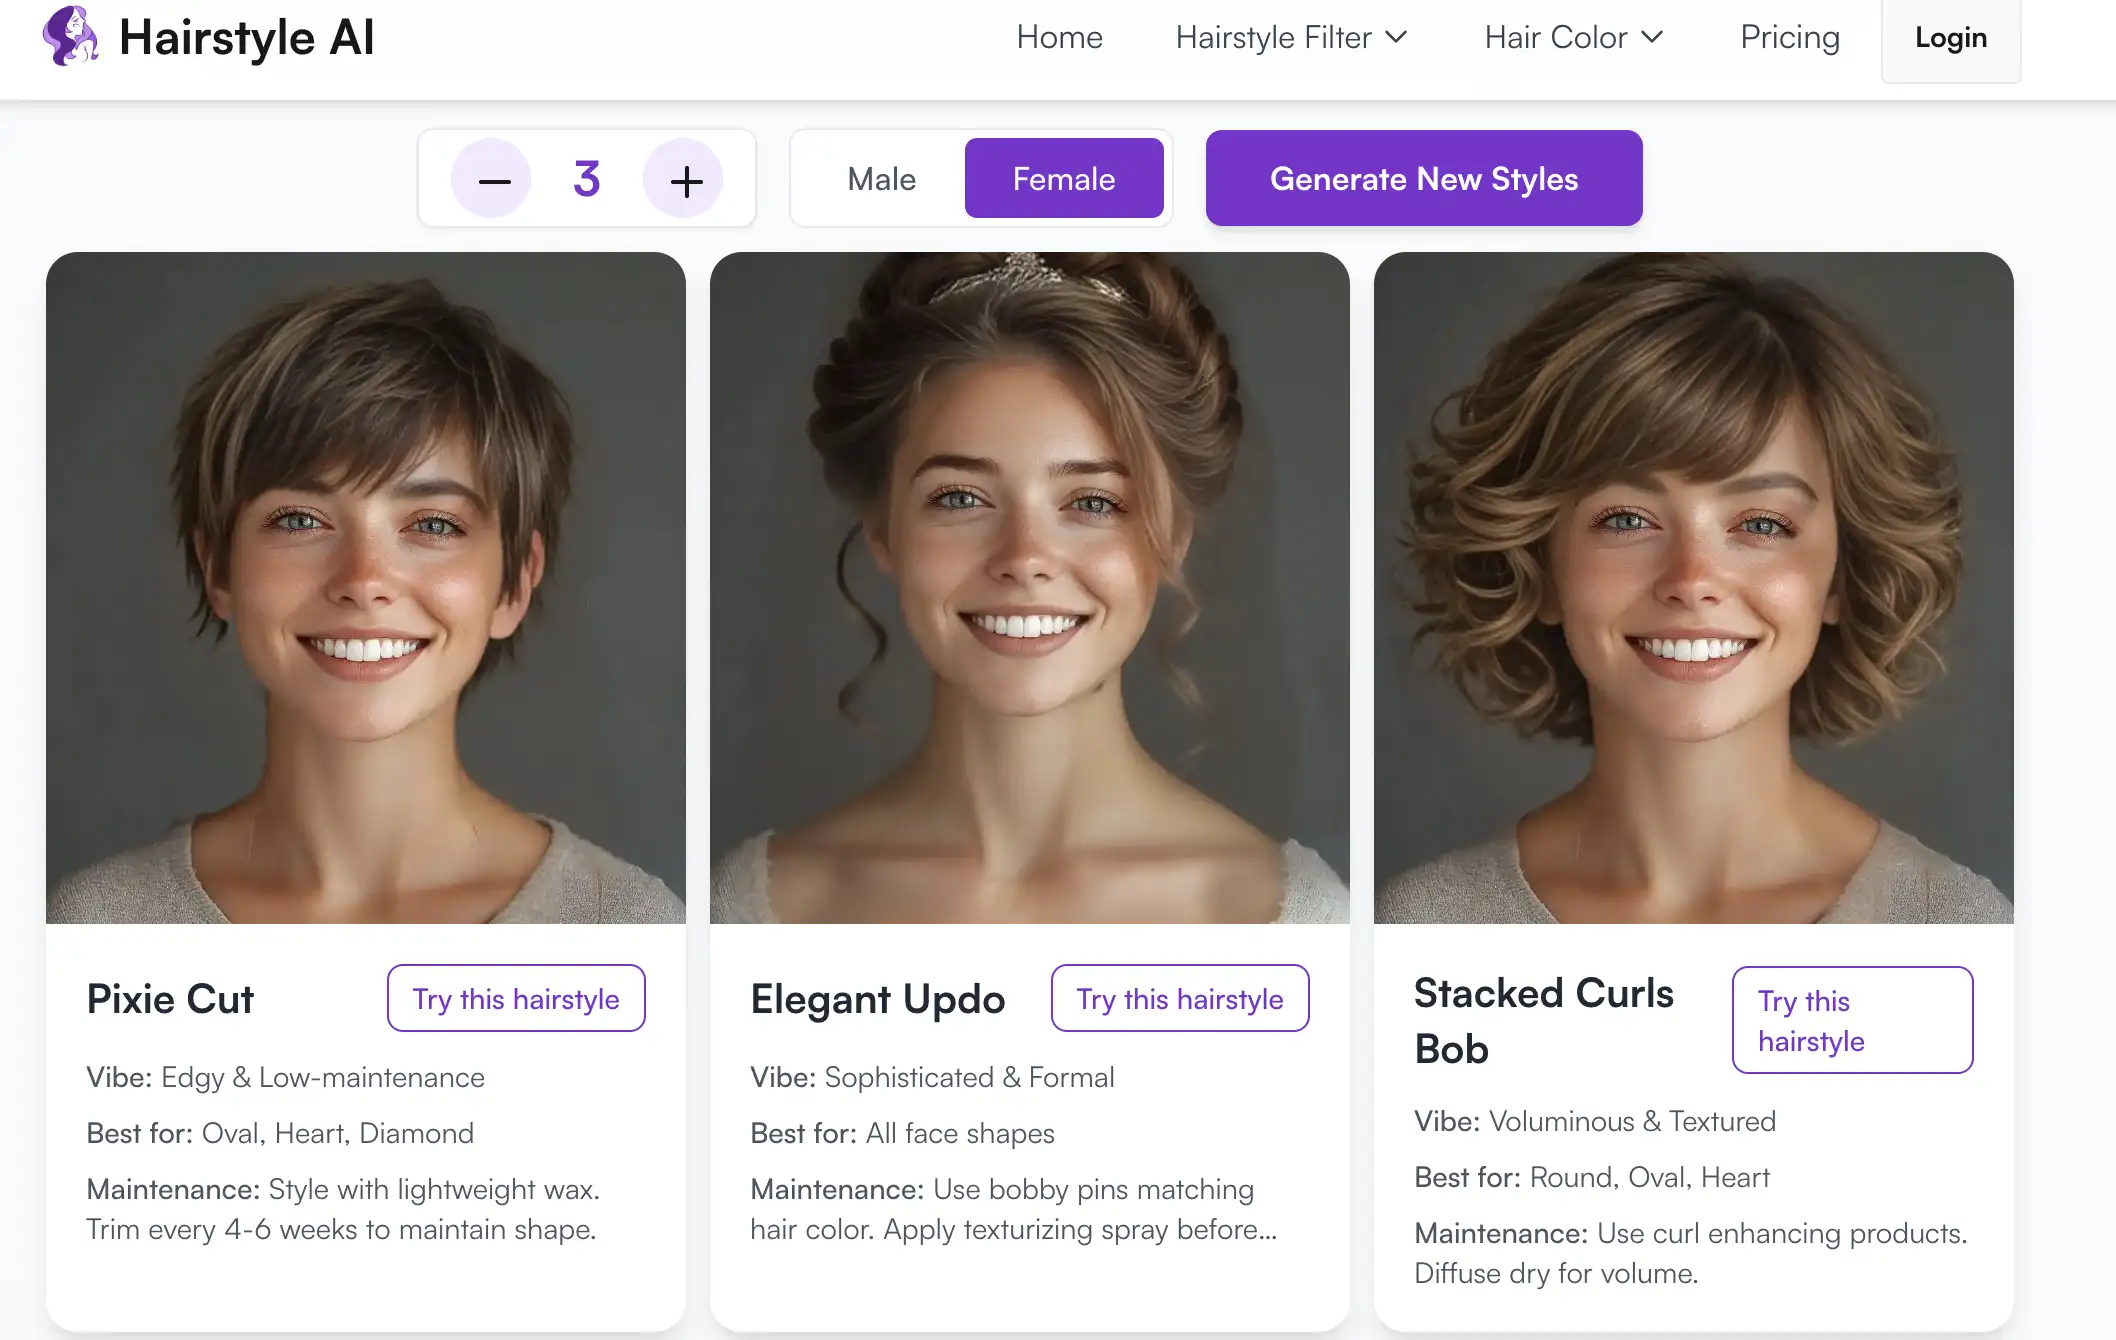 Hairstyle AI
Home
Hairstyle Filter
Hair Color
Pricing
Login
3
Male
Female
Generate New Styles
Pixie Cut
Try this hairstyle
Vibe: Edgy & Low-maintenance
Best for: Oval, Heart, Diamond
Maintenance: Style with lightweight wax.
Trim every 4-6 weeks to maintain shape.
Elegant Updo
Try this hairstyle
Vibe: Sophisticated & Formal
Best for: All face shapes
Maintenance: Use bobby pins matching
hair color. Apply texturizing spray before...
Stacked Curls
Bob
Try this
hairstyle
Vibe: Voluminous & Textured
Best for: Round, Oval, Heart
Maintenance: Use curl enhancing products.
Diffuse dry for volume.